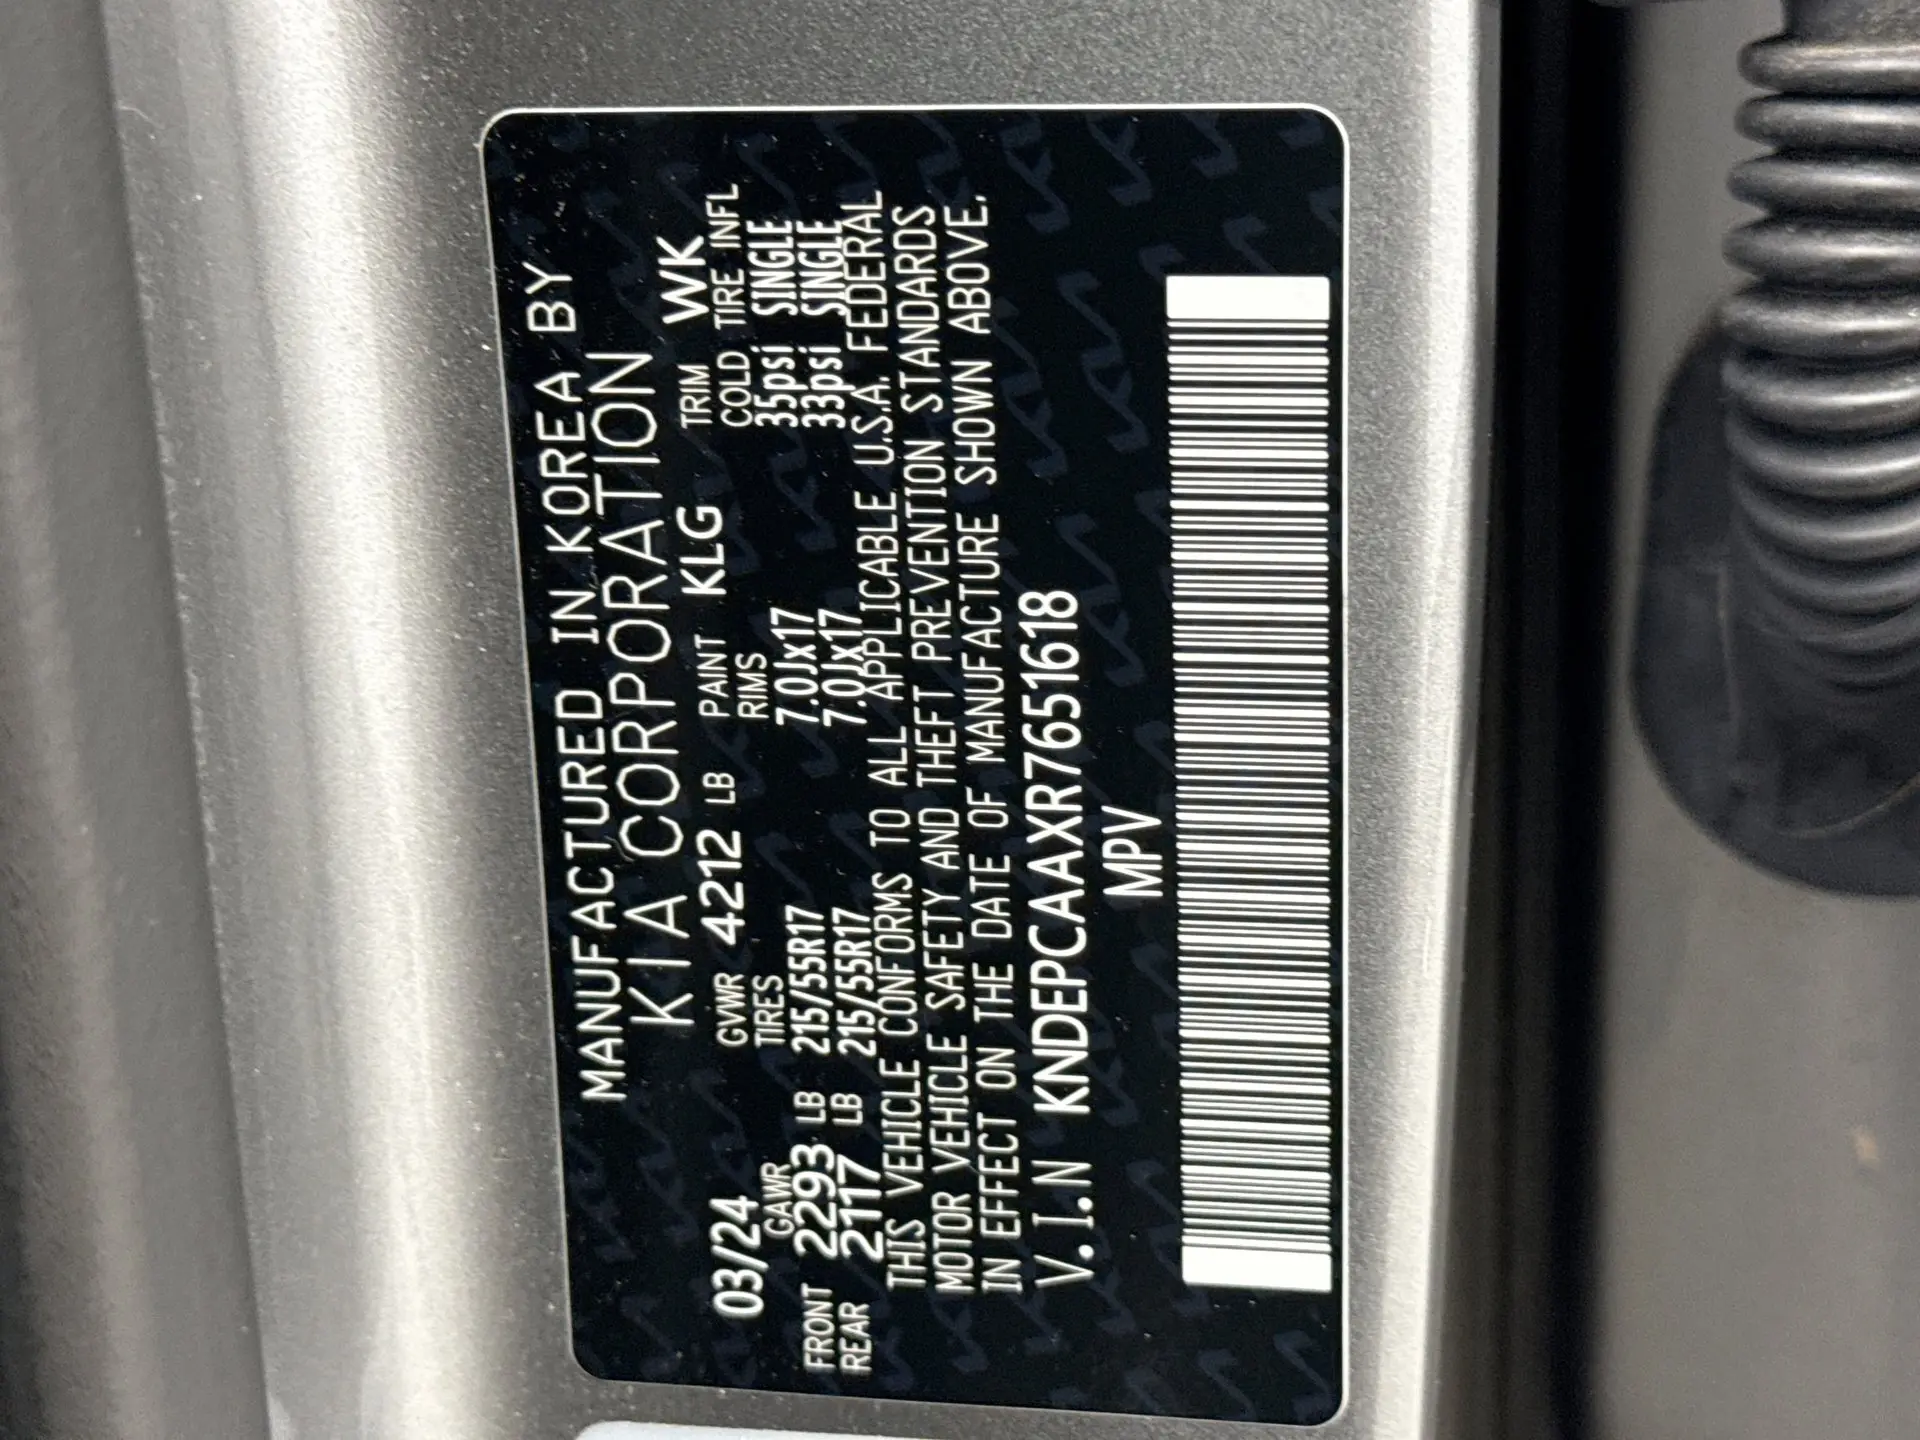 MANUFACTURED IN KOREA BY
KIA CORPORATION
03/24 GVWR 4212 LB PAINT KLG TRIM WK
GAWR TIRES RIMS COLD TIRE INFL
FRONT 2293 LB 215/55R17 7.0Jx17 35psi SINGLE
REAR 2117 LB 215/55R17 7.0Jx17 33psi SINGLE
THIS VEHICLE CONFORMS TO ALL APPLICABLE U.S.A. FEDERAL
MOTOR VEHICLE SAFETY AND THEFT PREVENTION STANDARDS
IN EFFECT ON THE DATE OF MANUFACTURE SHOWN ABOVE.
V.I.N KNDEPCAAXR7651618
MPV